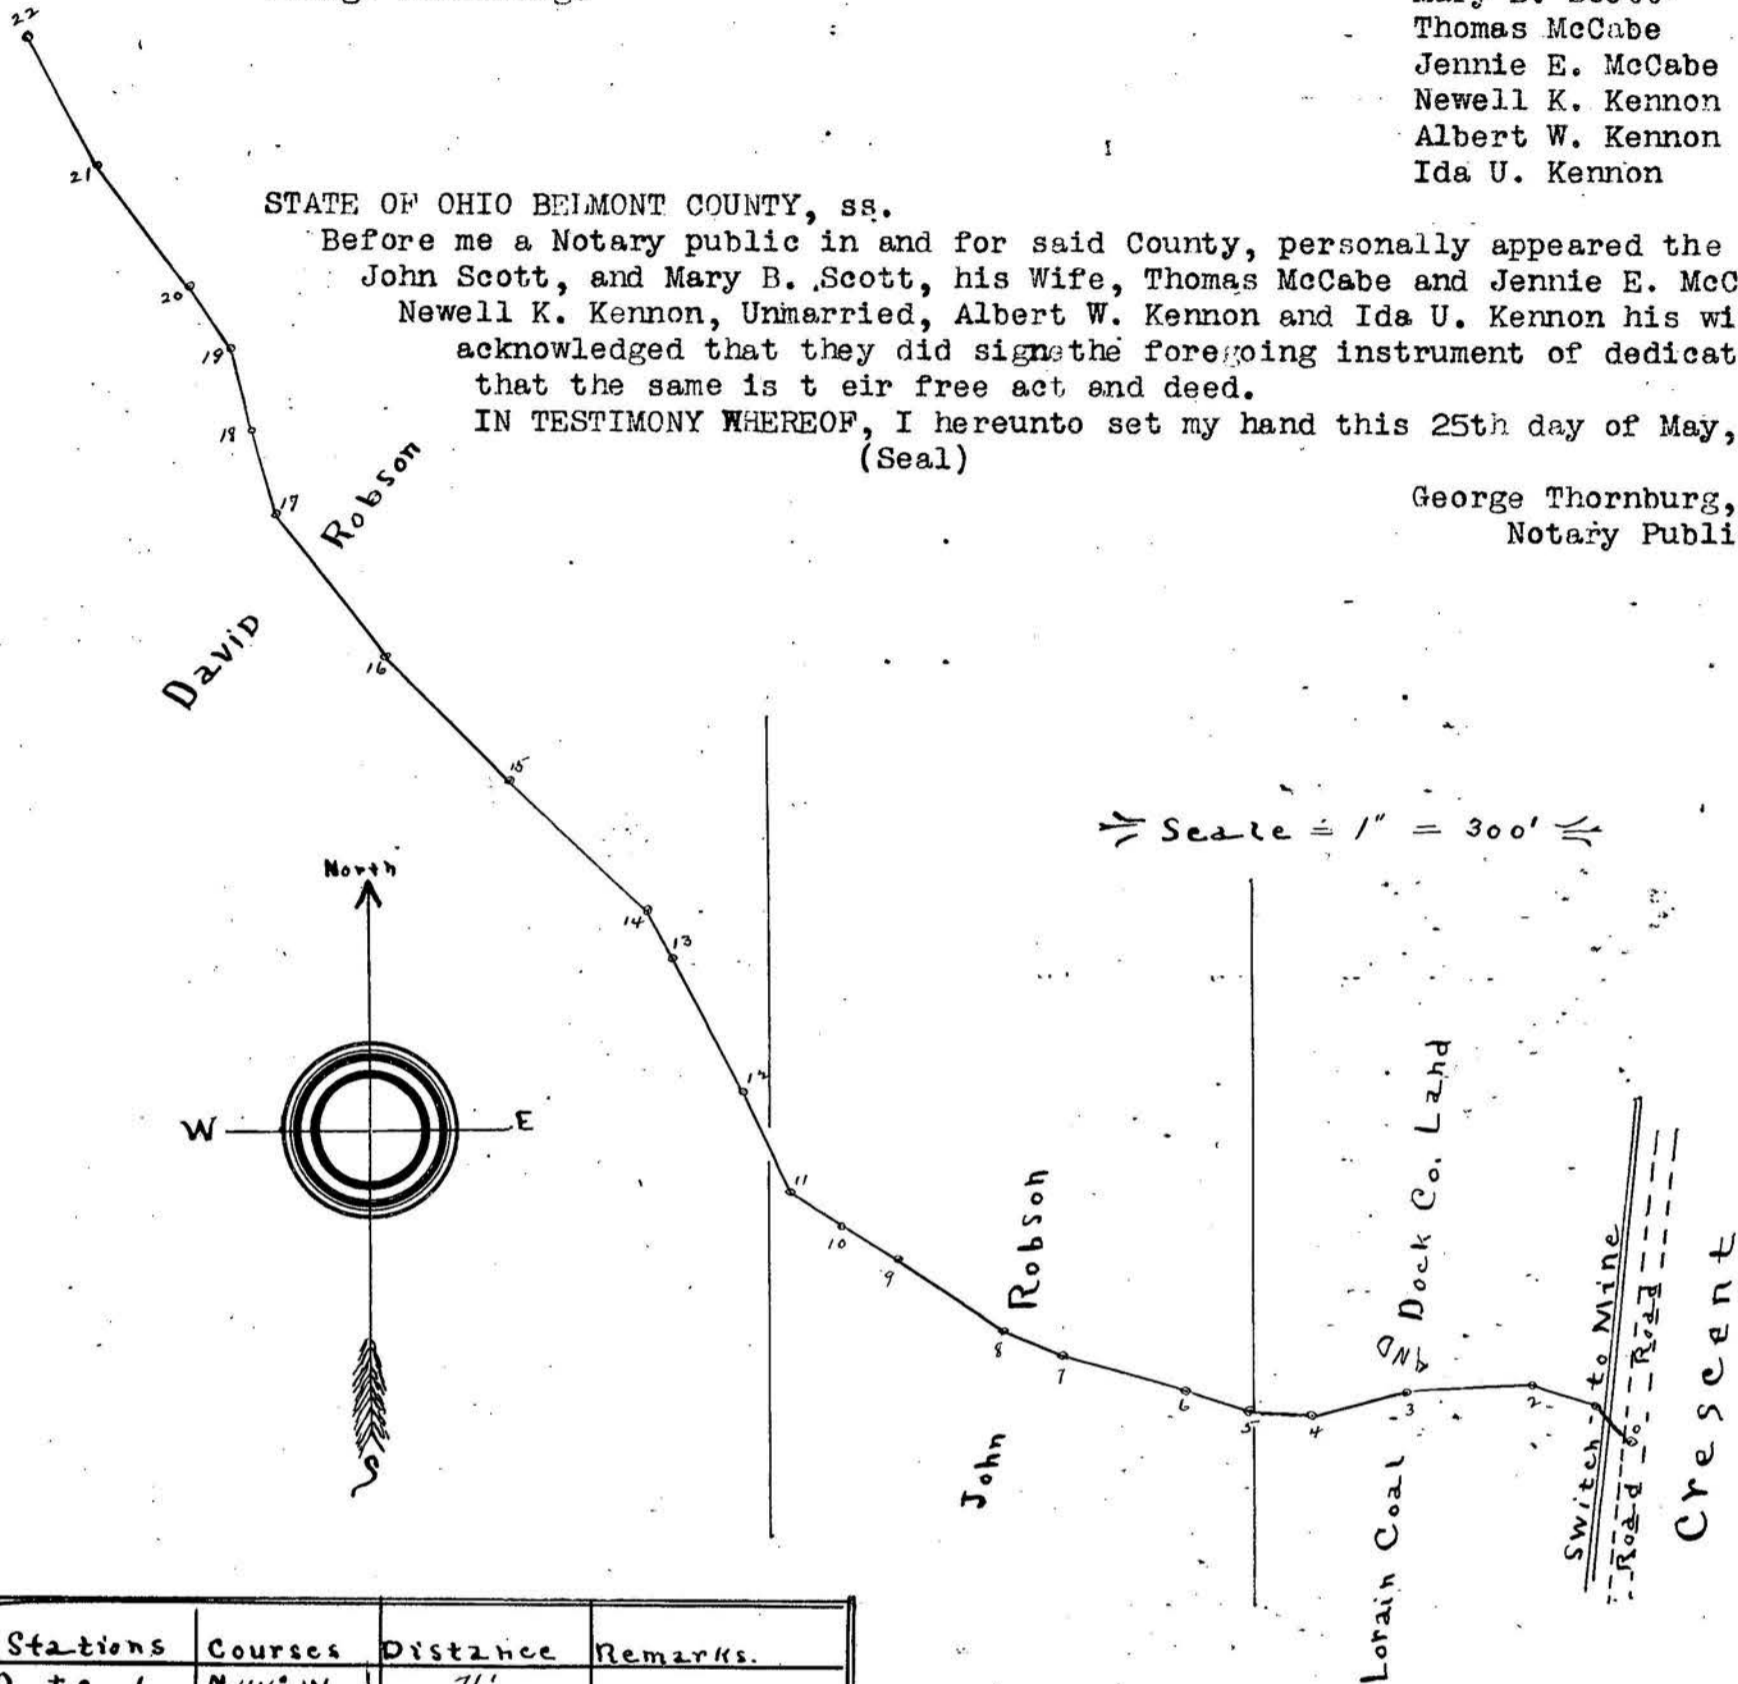 Thomas McCabe
Jennie E. McCabe
Newell K. Kennon
Albert W. Kennon
Ida U. Kennon
STATE OF OHIO BELMONT COUNTY, ss.
Before me a Notary public in and for said County, personally appeared the
John Scott, and Mary B. Scott, his Wife, Thomas McCabe and Jennie E. McC
Newell K. Kennon, Unmarried, Albert W. Kennon and Ida U. Kennon his wi
acknowledged that they did sign the foregoing instrument of dedicat
that the same is t eir free act and deed.
IN TESTIMONY WHEREOF, I hereunto set my hand this 25th day of May,
(Seal)
George Thornburg,
Notary Publi
22
21
20
19
18
17
David Robson
16
15
Scale = 1" = 300'
North
14
13
12
W
E
11
10
9
8
7
6
5
4
3
2
0
S
John Robson
Lorain Coal AND Dock Co. Land
Switch to Mine
Road to Road
Crescent
Stations Courses Distance Remarks.